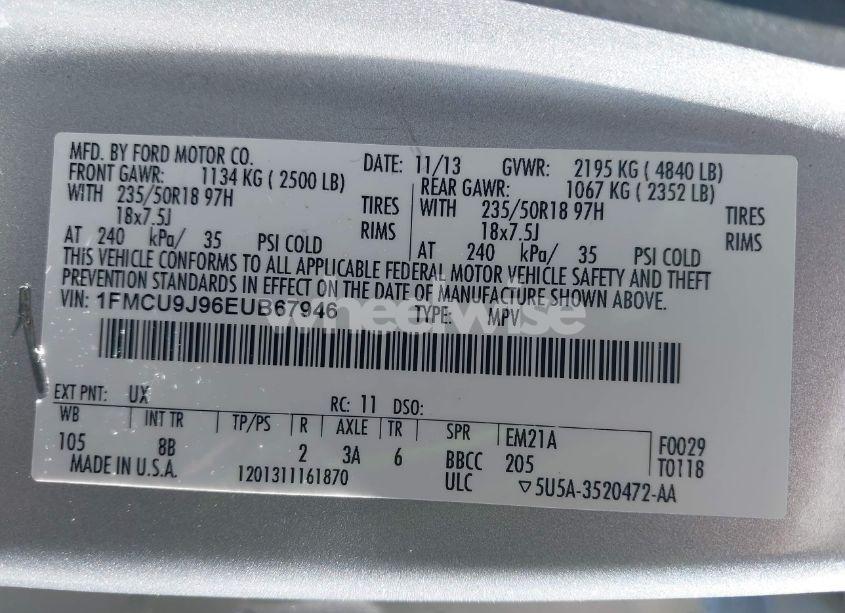 MFD. BY FORD MOTOR CO. DATE: 11/13 GVWR: 2195 KG ( 4840 LB)
FRONT GAWR: 1134 KG ( 2500 LB) REAR GAWR: 1067 KG ( 2352 LB)
WITH 235/50R18 97H TIRES WITH 235/50R18 97H TIRES
18x7.5J RIMS 18x7.5J RIMS
AT 240 kPa/ 35 PSI COLD AT 240 kPa/ 35 PSI COLD
THIS VEHICLE CONFORMS TO ALL APPLICABLE FEDERAL MOTOR VEHICLE SAFETY AND THEFT
PREVENTION STANDARDS IN EFFECT ON THE DATE OF MANUFACTURE SHOWN ABOVE.
VIN: 1FMCU9J96EUB67946 TYPE: MPV
wheelwise
EXT PNT: UX RC: 11 DSO:
WB INT TR TP/PS R AXLE TR SPR EM21A F0029
105 8B 2 3A 6 BBCC 205 T0118
MADE IN U.S.A. 1201311161870 ULC ▽5U5A-3520472-AA